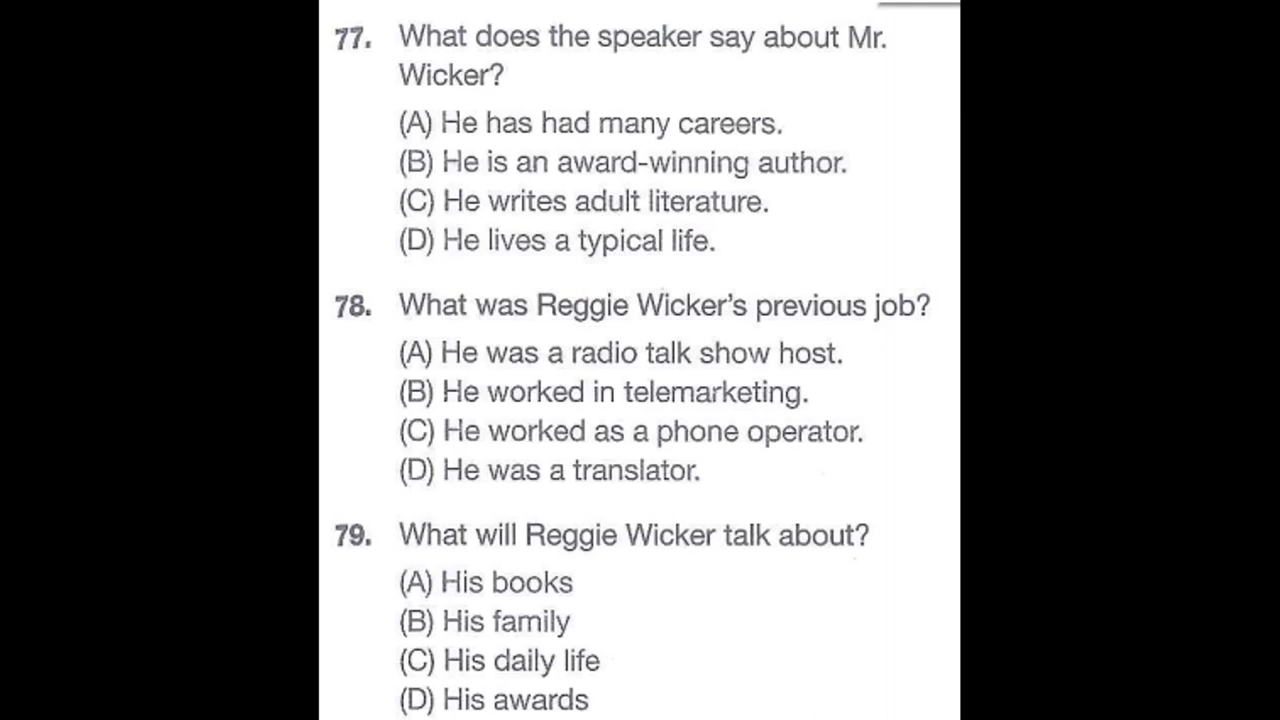 77. What does the speaker say about Mr.
Wicker?
(A) He has had many careers.
(B) He is an award-winning author.
(C) He writes adult literature.
(D) He lives a typical life.
78. What was Reggie Wicker's previous job?
(A) He was a radio talk show host.
(B) He worked in telemarketing.
(C) He worked as a phone operator.
(D) He was a translator.
79. What will Reggie Wicker talk about?
(A) His books
(B) His family
(C) His daily life
(D) His awards